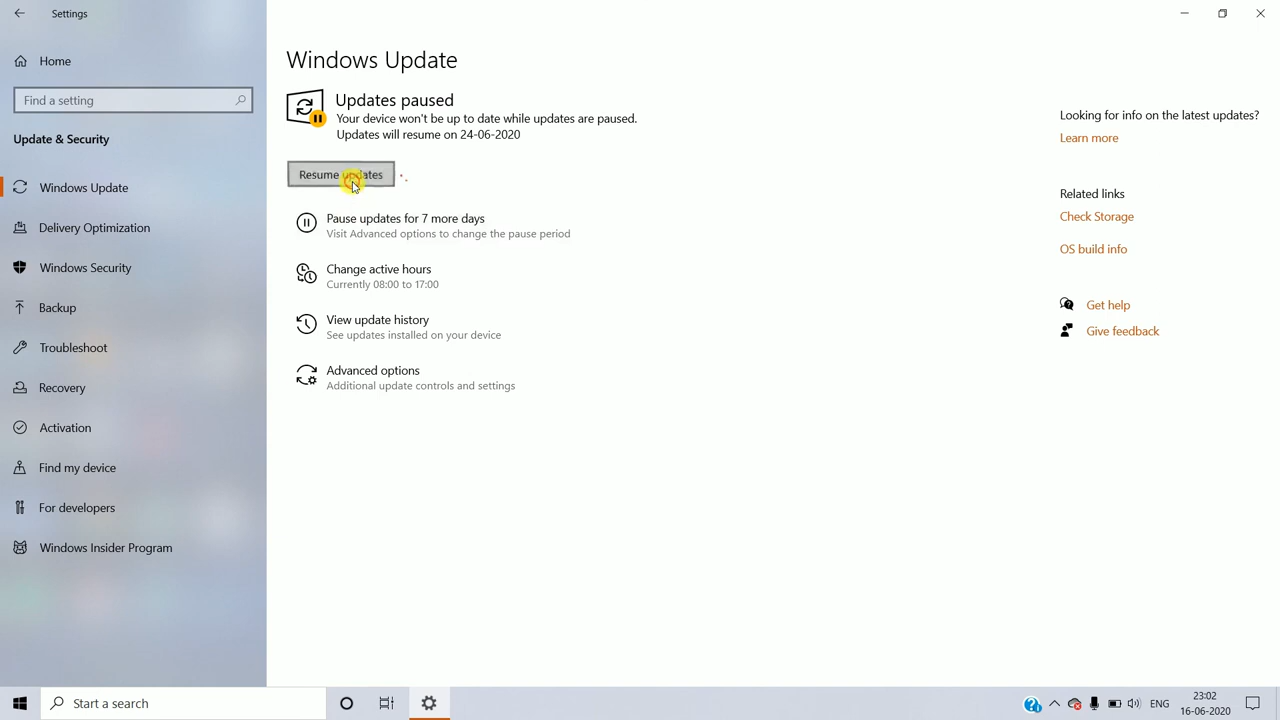 Settings
Home
Find a setting
Update & Security
Windows Update
Delivery Optimization
Windows Security
Backup
Troubleshoot
Recovery
Activation
Find my device
For developers
Windows Insider Program
Windows Update
Updates paused
Your device won't be up to date while updates are paused.
Updates will resume on 24-06-2020
Resume updates
Pause updates for 7 more days
Visit Advanced options to change the pause period
Change active hours
Currently 08:00 to 17:00
View update history
See updates installed on your device
Advanced options
Additional update controls and settings
Looking for info on the latest updates?
Learn more
Related links
Check Storage
OS build info
Get help
Give feedback
Start search
ENG
23:02
16-06-2020